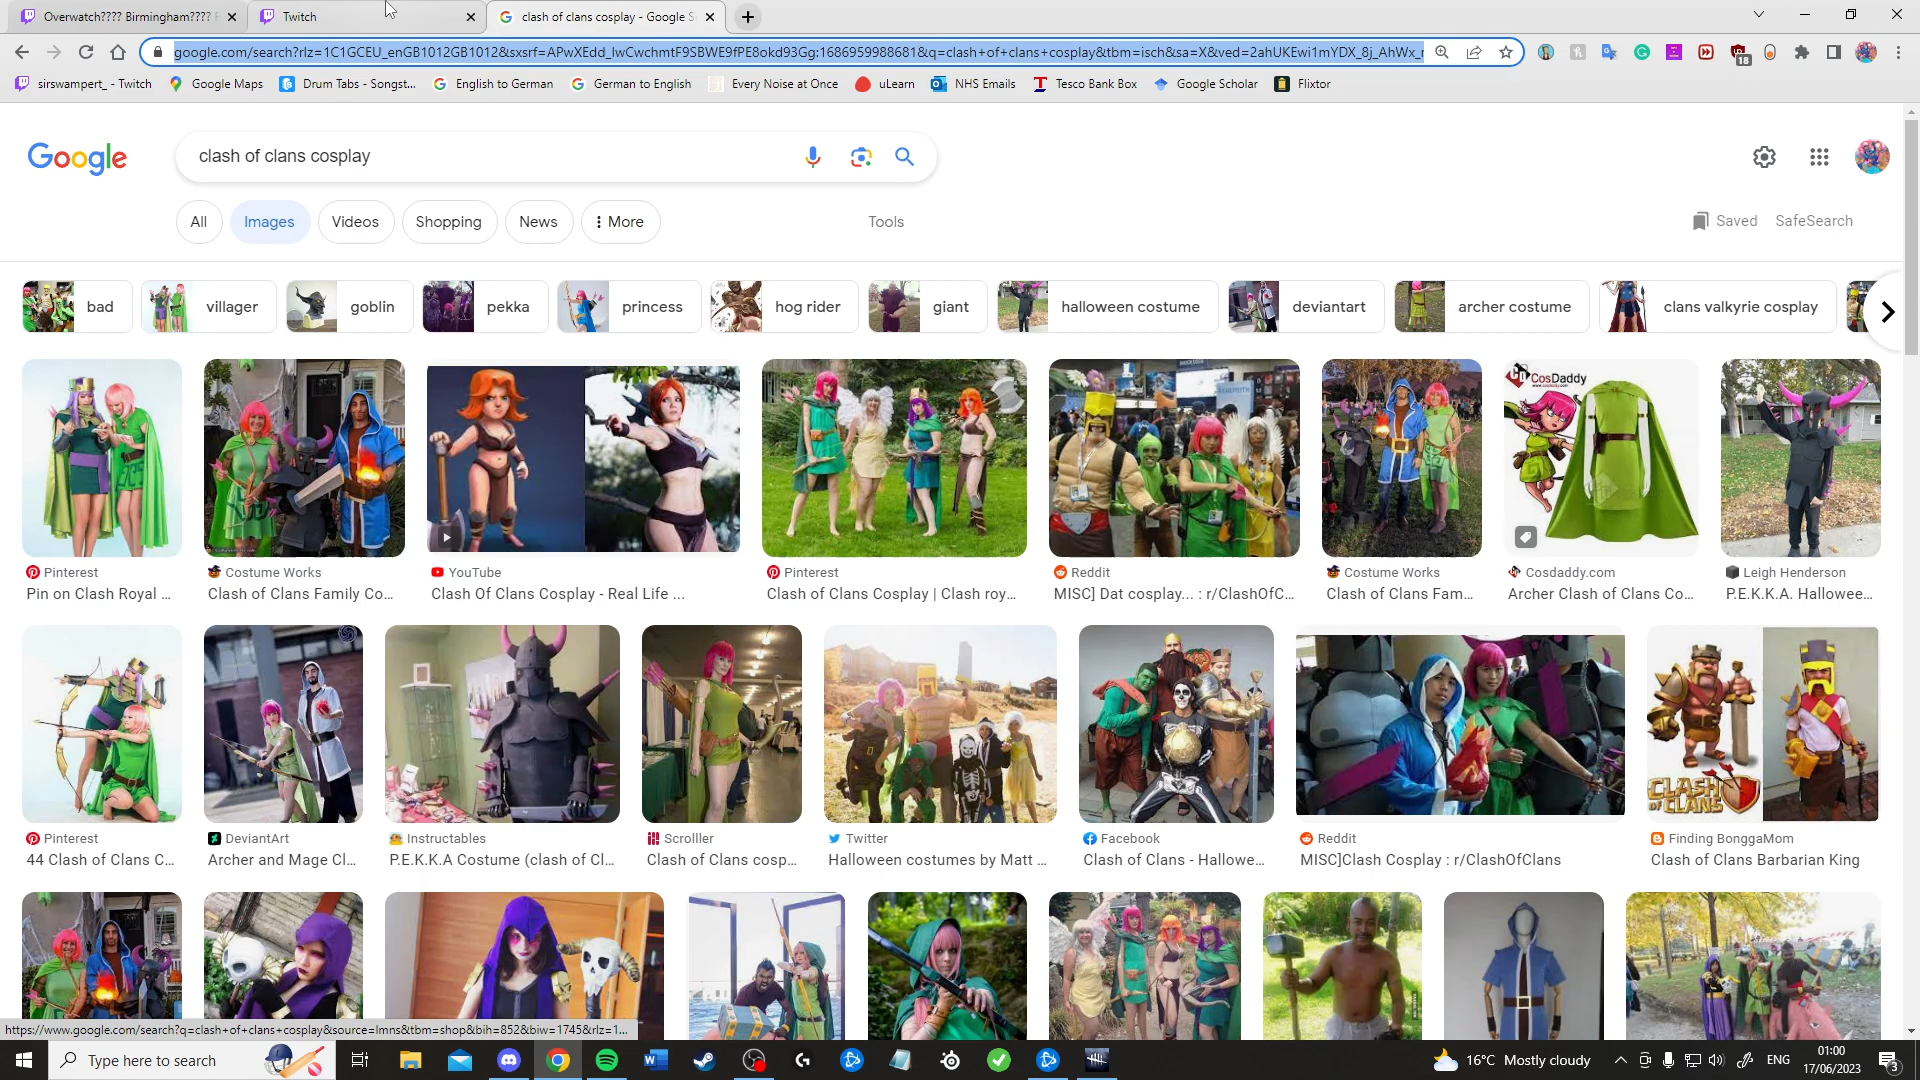 Overwatch???? Birmingham????
Twitch
clash of clans cosplay - Google S
google.com/search?rlz=1C1GCEU_enGB1012GB1012&sxsrf=APwXEdd_IwCwchmtF9SBWE9fPE8okd93Gg:1686959988681&q=clash+of+clans+cosplay&tbm=isch&sa=X&ved=2ahUKEwi1mYDX_8j_AhWx_r
18
sirswampert_ - Twitch
Google Maps
Drum Tabs - Songst...
English to German
German to English
Every Noise at Once
uLearn
NHS Emails
Tesco Bank Box
Google Scholar
Flixtor
Google
clash of clans cosplay
All
Images
Videos
Shopping
News
More
Tools
Saved
SafeSearch
bad
villager
goblin
pekka
princess
hog rider
giant
halloween costume
deviantart
archer costume
clans valkyrie cosplay
CosDaddy
Pinterest
Pin on Clash Royal ...
Costume Works
Clash of Clans Family Co...
YouTube
Clash Of Clans Cosplay - Real Life ...
Pinterest
Clash of Clans Cosplay | Clash roy...
Reddit
MISC] Dat cosplay... : r/ClashOfC...
Costume Works
Clash of Clans Fam...
Cosdaddy.com
Archer Clash of Clans Co...
Leigh Henderson
P.E.K.K.A. Hallowee...
CLASH OF CLANS
Pinterest
44 Clash of Clans C...
DeviantArt
Archer and Mage Cl...
Instructables
P.E.K.K.A Costume (clash of Cl...
Scrolller
Clash of Clans cosp...
Twitter
Halloween costumes by Matt ...
Facebook
Clash of Clans - Hallowe...
Reddit
MISC]Clash Cosplay : r/ClashOfClans
Finding BonggaMom
Clash of Clans Barbarian King
https://www.google.com/search?q=clash+of+clans+cosplay&source=lmns&tbm=shop&bih=852&biw=1745&rlz=1...
Type here to search
16°C Mostly cloudy
ENG
01:00
17/06/2023
3